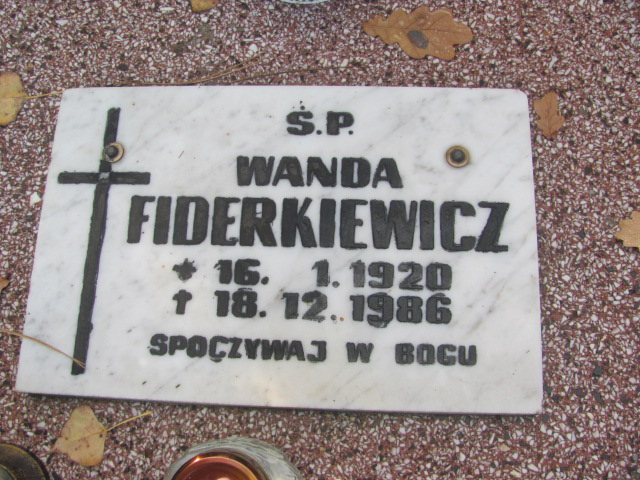 Ś.P.
WANDA
FIDERKIEWICZ
* 16. 1. 1920
✝ 18. 12. 1986
SPOCZYWAJ W BOGU